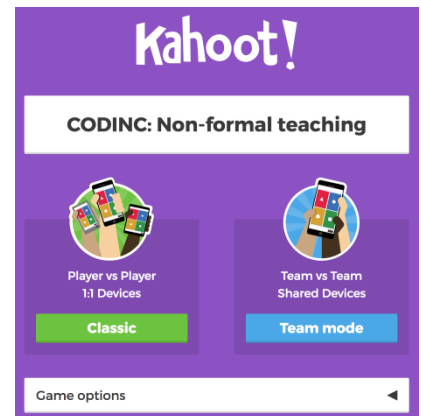 Kahoot!
CODINC: Non-formal teaching
Player vs Player
1:1 Devices
Classic
Team vs Team
Shared Devices
Team mode
Game options